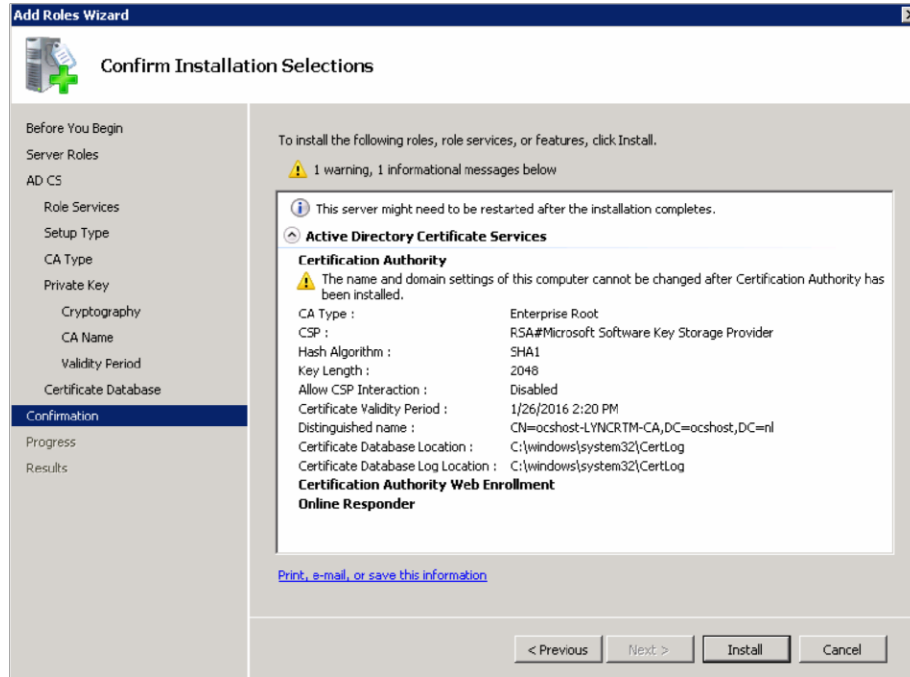 Add Roles Wizard
Confirm Installation Selections
Before You Begin
Server Roles
AD CS
Role Services
Setup Type
CA Type
Private Key
Cryptography
CA Name
Validity Period
Certificate Database
Confirmation
Progress
Results
To install the following roles, role services, or features, click Install.
1 warning, 1 informational messages below
This server might need to be restarted after the installation completes.
Active Directory Certificate Services
Certification Authority
The name and domain settings of this computer cannot be changed after Certification Authority has
been installed.
CA Type : Enterprise Root
CSP : RSA#Microsoft Software Key Storage Provider
Hash Algorithm : SHA1
Key Length : 2048
Allow CSP Interaction : Disabled
Certificate Validity Period : 1/26/2016 2:20 PM
Distinguished name : CN=ocshost-LYNCRTM-CA,DC=ocshost,DC=nl
Certificate Database Location : C:\windows\system32\CertLog
Certificate Database Log Location : C:\windows\system32\CertLog
Certification Authority Web Enrollment
Online Responder
Print, e-mail, or save this information
< Previous Next > Install Cancel